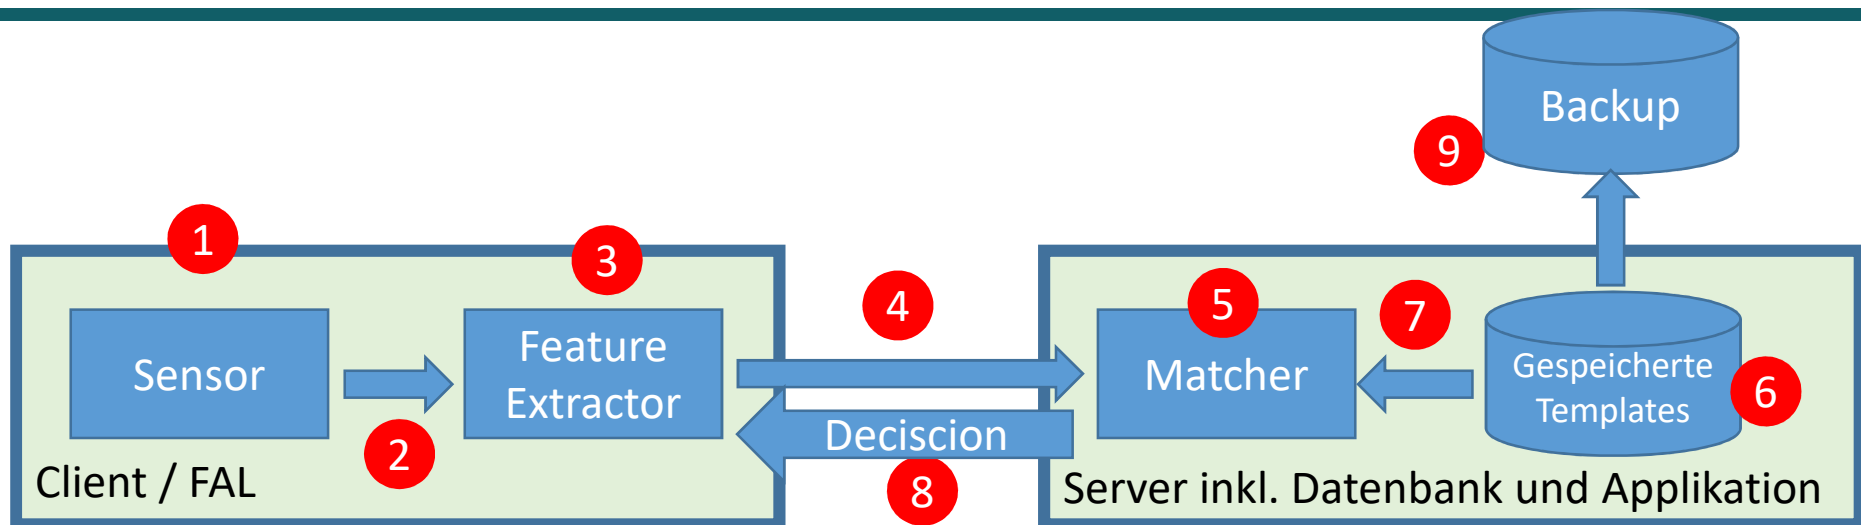 Backup
9
1
3
4
5
7
Sensor
Feature
Extractor
Matcher
Gespeicherte
Templates
6
2
Deciscion
8
Client / FAL
Server inkl. Datenbank und Applikation